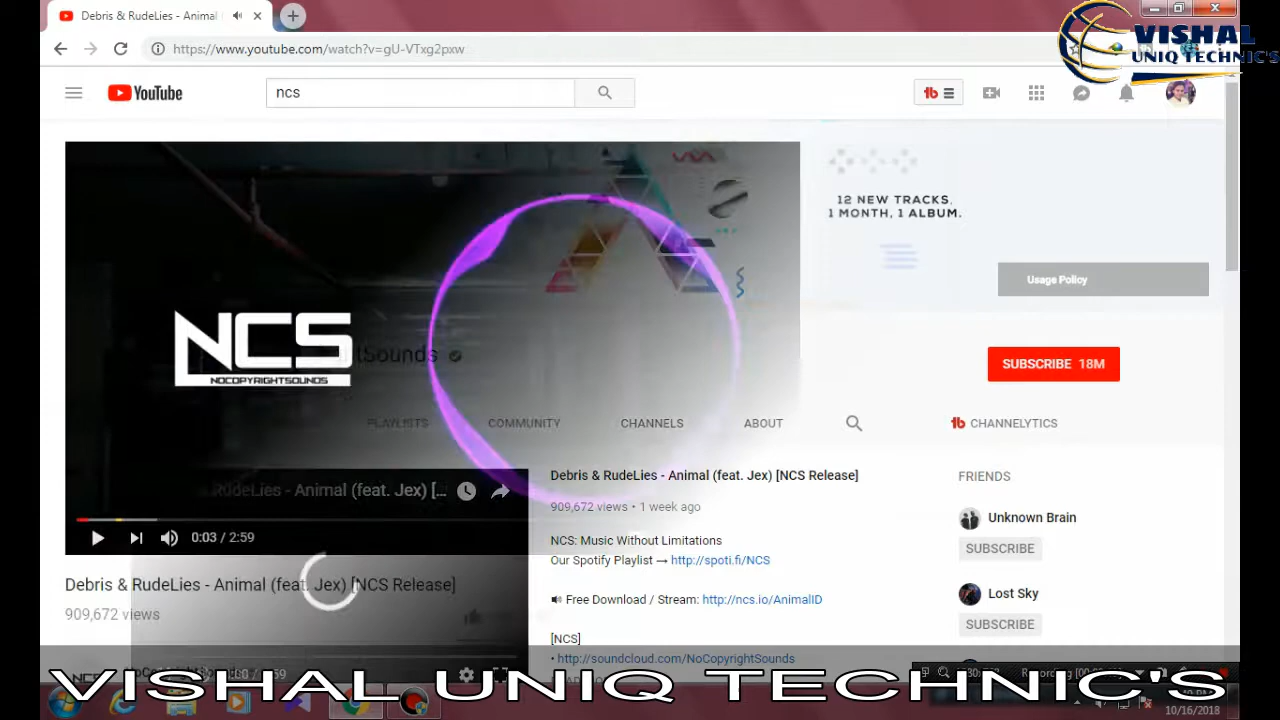 Debris & RudeLies - Animal
VISHAL
UNIQ TECHNIC'S
https://www.youtube.com/watch?v=gU-VTxg2pxw
YouTube
ncs
12 NEW TRACKS,
1 MONTH, 1 ALBUM.
Usage Policy
NCS
NOCOPYRIGHTSOUNDS
htSounds
SUBSCRIBE 18M
PLAYLISTS COMMUNITY CHANNELS ABOUT CHANNELYTICS
Debris & RudeLies - Animal (feat. Jex) [NCS Release]
909,672 views • 1 week ago
FRIENDS
RudeLies - Animal (feat. Jex) [...
Unknown Brain
SUBSCRIBE
0:03 / 2:59
NCS: Music Without Limitations
Our Spotify Playlist → http://spoti.fi/NCS
Debris & RudeLies - Animal (feat. Jex) [NCS Release]
909,672 views
Free Download / Stream: http://ncs.io/AnimalID
Lost Sky
SUBSCRIBE
[NCS]
• http://soundcloud.com/NoCopyrightSounds
VISHAL UNIQ TECHNIC'S
10/16/2018